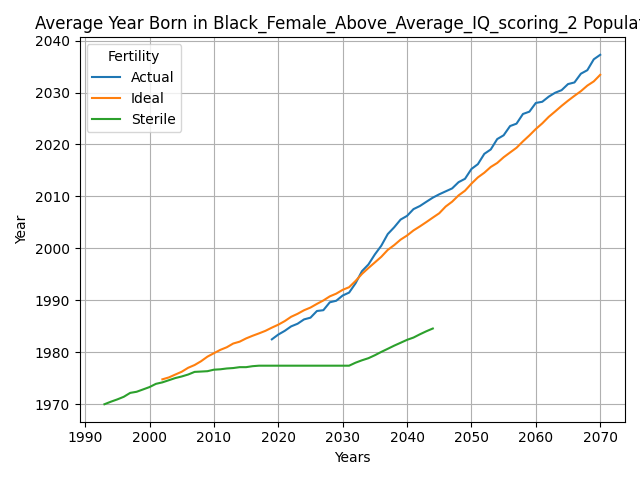 Average Year Born in Black_Female_Above_Average_IQ_scoring_2 Populat
2040
2030
2020
2010
2000
1990
1980
1970
Year
Fertility
Actual
Ideal
Sterile
1990 2000 2010 2020 2030 2040 2050 2060 2070
Years